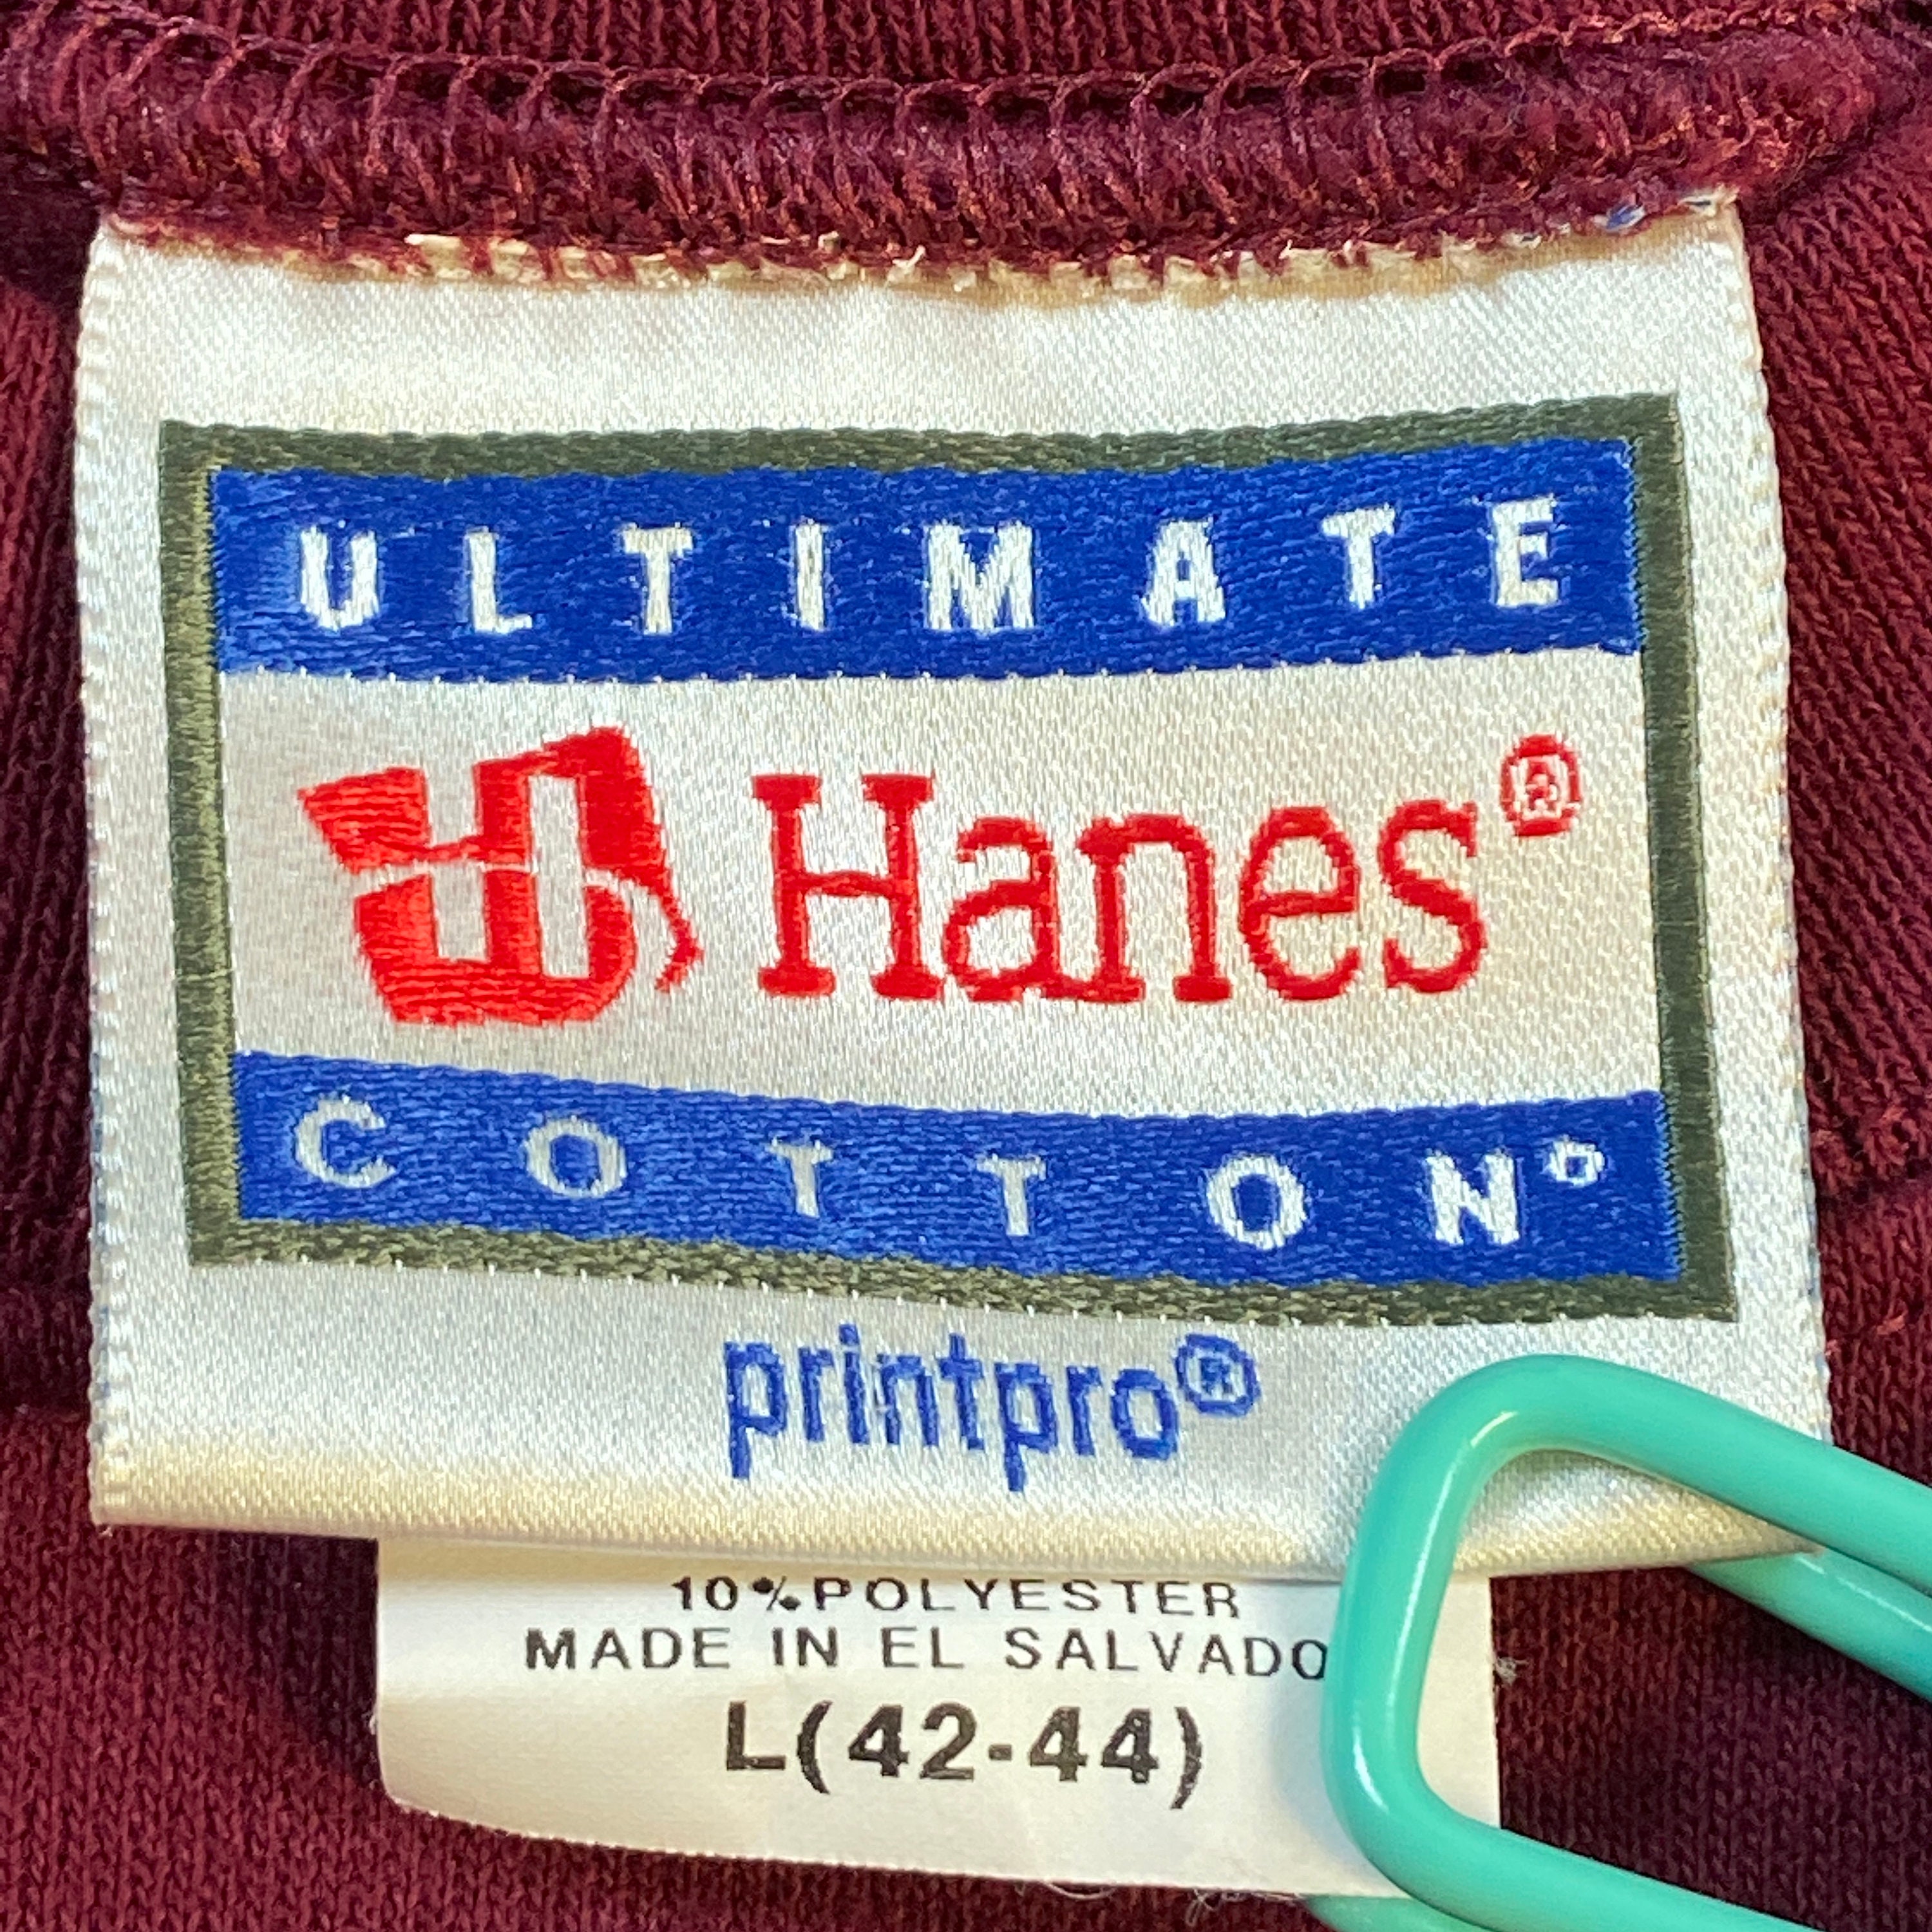 ULTIMATE
Hanes®
COTTON®
printpro®
10%POLYESTER
MADE IN EL SALVADO
L(42-44)